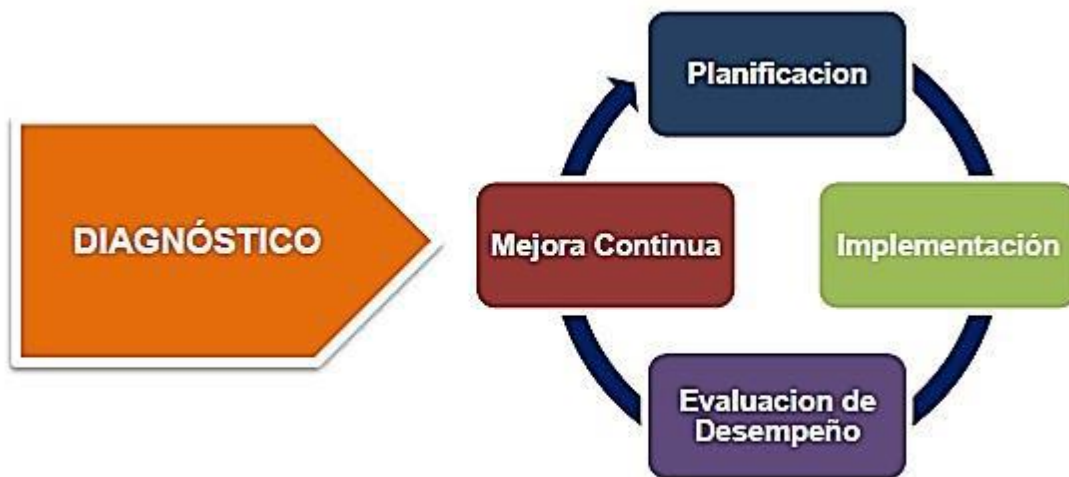 DIAGNÓSTICO
Planificacion
Implementación
Evaluacion de
Desempeño
Mejora Continua